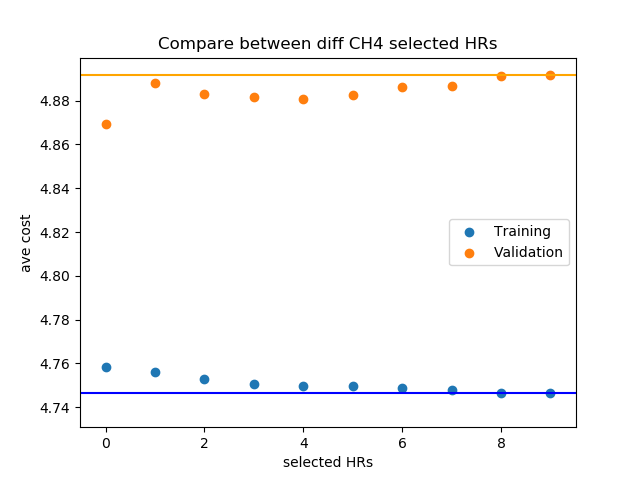 Compare between diff CH4 selected HRs
4.88
4.86
4.84
4.82
4.80
4.78
4.76
4.74
ave cost
Training
Validation
0 2 4 6 8
selected HRs